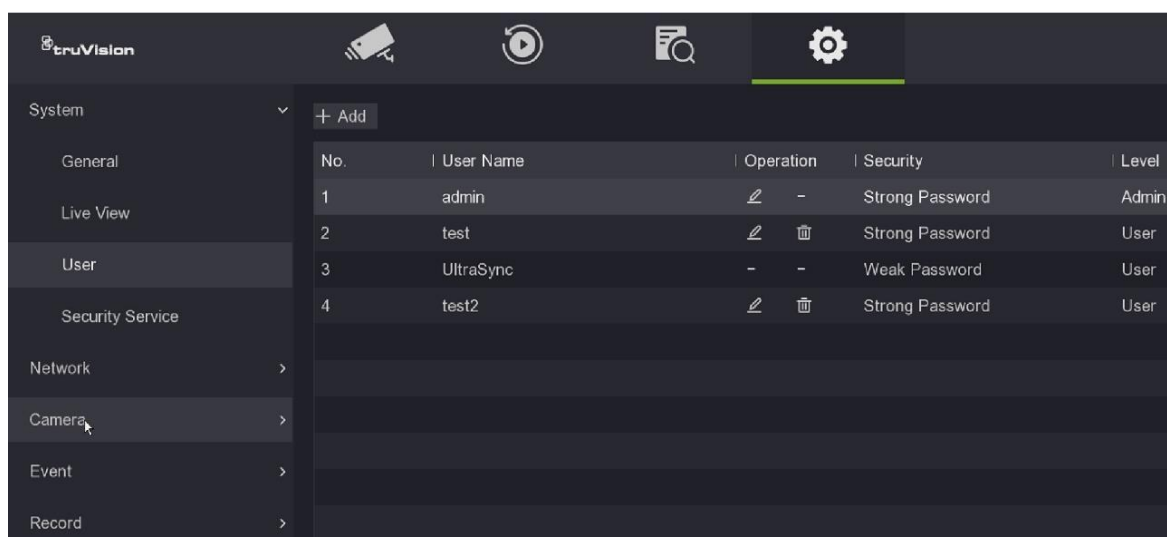 truVision
System
+ Add
General
No. User Name Operation Security Level
1 admin – Strong Password Admin
Live View
2 test Strong Password User
User
3 UltraSync – – Weak Password User
Security Service
4 test2 Strong Password User
Network
Camera
Event
Record